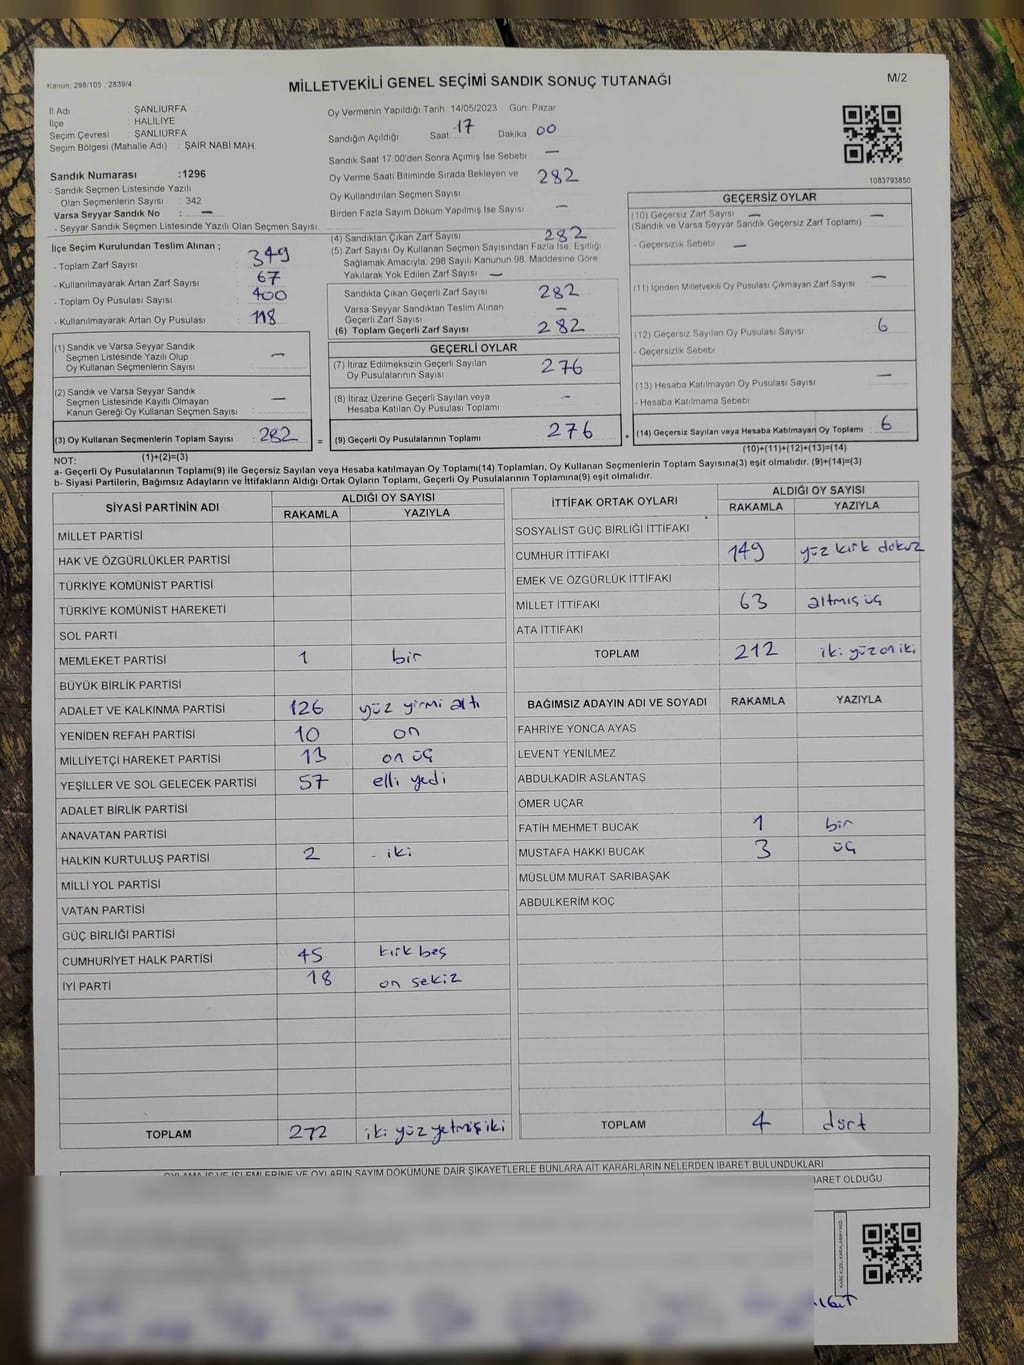 Kanun: 298/105 , 2839/4
MİLLETVEKİLİ GENEL SEÇİMİ SANDIK SONUÇ TUTANAĞI
M/2
İl Adı : ŞANLIURFA
İlçe : HALİLİYE
Seçim Çevresi : ŞANLIURFA
Seçim Bölgesi (Mahalle Adı) : ŞAİR NABİ MAH.
Sandık Numarası :1296
- Sandık Seçmen Listesinde Yazılı
Olan Seçmenlerin Sayısı : 342
Varsa Seyyar Sandık No : —
- Seyyar Sandık Seçmen Listesinde Yazılı Olan Seçmen Sayısı:
İlçe Seçim Kurulundan Teslim Alınan ;
- Toplam Zarf Sayısı : 349
- Kullanılmayarak Artan Zarf Sayısı : 67
- Toplam Oy Pusulası Sayısı : 400
- Kullanılmayarak Artan Oy Pusulası : 118
(1) Sandık ve Varsa Seyyar Sandık
Seçmen Listesinde Yazılı Olup
Oy Kullanan Seçmenlerin Sayısı : —
(2) Sandık ve Varsa Seyyar Sandık
Seçmen Listesinde Kayıtlı Olmayan
Kanun Gereği Oy Kullanan Seçmen Sayısı : —
(3) Oy Kullanan Seçmenlerin Toplam Sayısı : 282
(1)+(2)=(3)
Oy Vermenin Yapıldığı Tarih : 14/05/2023 Gün: Pazar
Sandığın Açıldığı Saat 17 Dakika 00
Sandık Saat 17.00'den Sonra Açımış İse Sebebi —
Oy Verme Saati Bitiminde Sırada Bekleyen ve 282
Oy Kullandırılan Seçmen Sayısı
Birden Fazla Sayım Döküm Yapılmış İse Sayısı —
(4) Sandıktan Çıkan Zarf Sayısı 282
(5) Zarf Sayısı Oy Kullanan Seçmen Sayısından Fazla İse, Eşitliği
Sağlamak Amacıyla, 298 Sayılı Kanunun 98. Maddesine Göre
Yakılarak Yok Edilen Zarf Sayısı : —
Sandıkta Çıkan Geçerli Zarf Sayısı 282
Varsa Seyyar Sandıktan Teslim Alınan
Geçerli Zarf Sayısı —
(6) Toplam Geçerli Zarf Sayısı 282
GEÇERLİ OYLAR
(7) İtiraz Edilmeksizin Geçerli Sayılan
Oy Pusulalarının Sayısı 276
(8) İtiraz Üzerine Geçerli Sayılan veya
Hesaba Katılan Oy Pusulası Toplamı -
= (9) Geçerli Oy Pusulalarının Toplamı 276 +
1083793850
GEÇERSİZ OYLAR
(10) Geçersiz Zarf Sayısı — —
(Sandık ve Varsa Seyyar Sandık Geçersiz Zarf Toplamı)
- Geçersizlik Sebebi : —
(11) İçinden Milletvekili Oy Pusulası Çıkmayan Zarf Sayısı —
(12) Geçersiz Sayılan Oy Pusulası Sayısı 6
- Geçersizlik Sebebi :
(13) Hesaba Katılmayan Oy Pusulası Sayısı —
- Hesaba Katılmama Sebebi
(14) Geçersiz Sayılan veya Hesaba Katılmayan Oy Toplamı 6
(10)+(11)+(12)+(13)=(14)
NOT:
a- Geçerli Oy Pusulalarının Toplamı(9) ile Geçersiz Sayılan veya Hesaba katılmayan Oy Toplamı(14) Toplamları, Oy Kullanan Seçmenlerin Toplam Sayısına(3) eşit olmalıdır. (9)+(14)=(3)
b- Siyasi Partilerin, Bağımsız Adayların ve İttifakların Aldığı Ortak Oyların Toplamı, Geçerli Oy Pusulalarının Toplamına(9) eşit olmalıdır.
SİYASİ PARTİNİN ADI ALDIĞI OY SAYISI
RAKAMLA YAZIYLA
MİLLET PARTİSİ
HAK VE ÖZGÜRLÜKLER PARTİSİ
TÜRKİYE KOMÜNİST PARTİSİ
TÜRKİYE KOMÜNİST HAREKETİ
SOL PARTİ
MEMLEKET PARTİSİ 1 bir
BÜYÜK BİRLİK PARTİSİ
ADALET VE KALKINMA PARTİSİ 126 yüz yirmi altı
YENİDEN REFAH PARTİSİ 10 on
MİLLİYETÇİ HAREKET PARTİSİ 13 on üç
YEŞİLLER VE SOL GELECEK PARTİSİ 57 elli yedi
ADALET BİRLİK PARTİSİ
ANAVATAN PARTİSİ
HALKIN KURTULUŞ PARTİSİ 2 - iki
MİLLİ YOL PARTİSİ
VATAN PARTİSİ
GÜÇ BİRLİĞİ PARTİSİ
CUMHURİYET HALK PARTİSİ 45 kırk beş
İYİ PARTİ 18 on sekiz
TOPLAM 272 iki yüz yetmiş iki
İTTİFAK ORTAK OYLARI ALDIĞI OY SAYISI
RAKAMLA YAZIYLA
SOSYALİST GÜÇ BİRLİĞİ İTTİFAKI
CUMHUR İTTİFAKI 149 yüz kırk dokuz
EMEK VE ÖZGÜRLÜK İTTİFAKI
MİLLET İTTİFAKI 63 altmış üç
ATA İTTİFAKI
TOPLAM 212 iki yüz on iki
BAĞIMSIZ ADAYIN ADI VE SOYADI RAKAMLA YAZIYLA
FAHRİYE YONCA AYAS
LEVENT YENİLMEZ
ABDULKADİR ASLANTAŞ
ÖMER UÇAR
FATİH MEHMET BUCAK 1 bir
MUSTAFA HAKKI BUCAK 3 üç
MÜSLÜM MURAT SARIBAŞAK
ABDULKERİM KOÇ
TOPLAM 4 dört
OYLAMA İŞ VE İŞLEMLERİNE VE OYLARIN SAYIM DÖKÜMÜNE DAİR ŞİKAYETLERLE BUNLARA AİT KARARLARIN NELERDEN İBARET BULUNDUKLARI
İBARET OLDUĞU